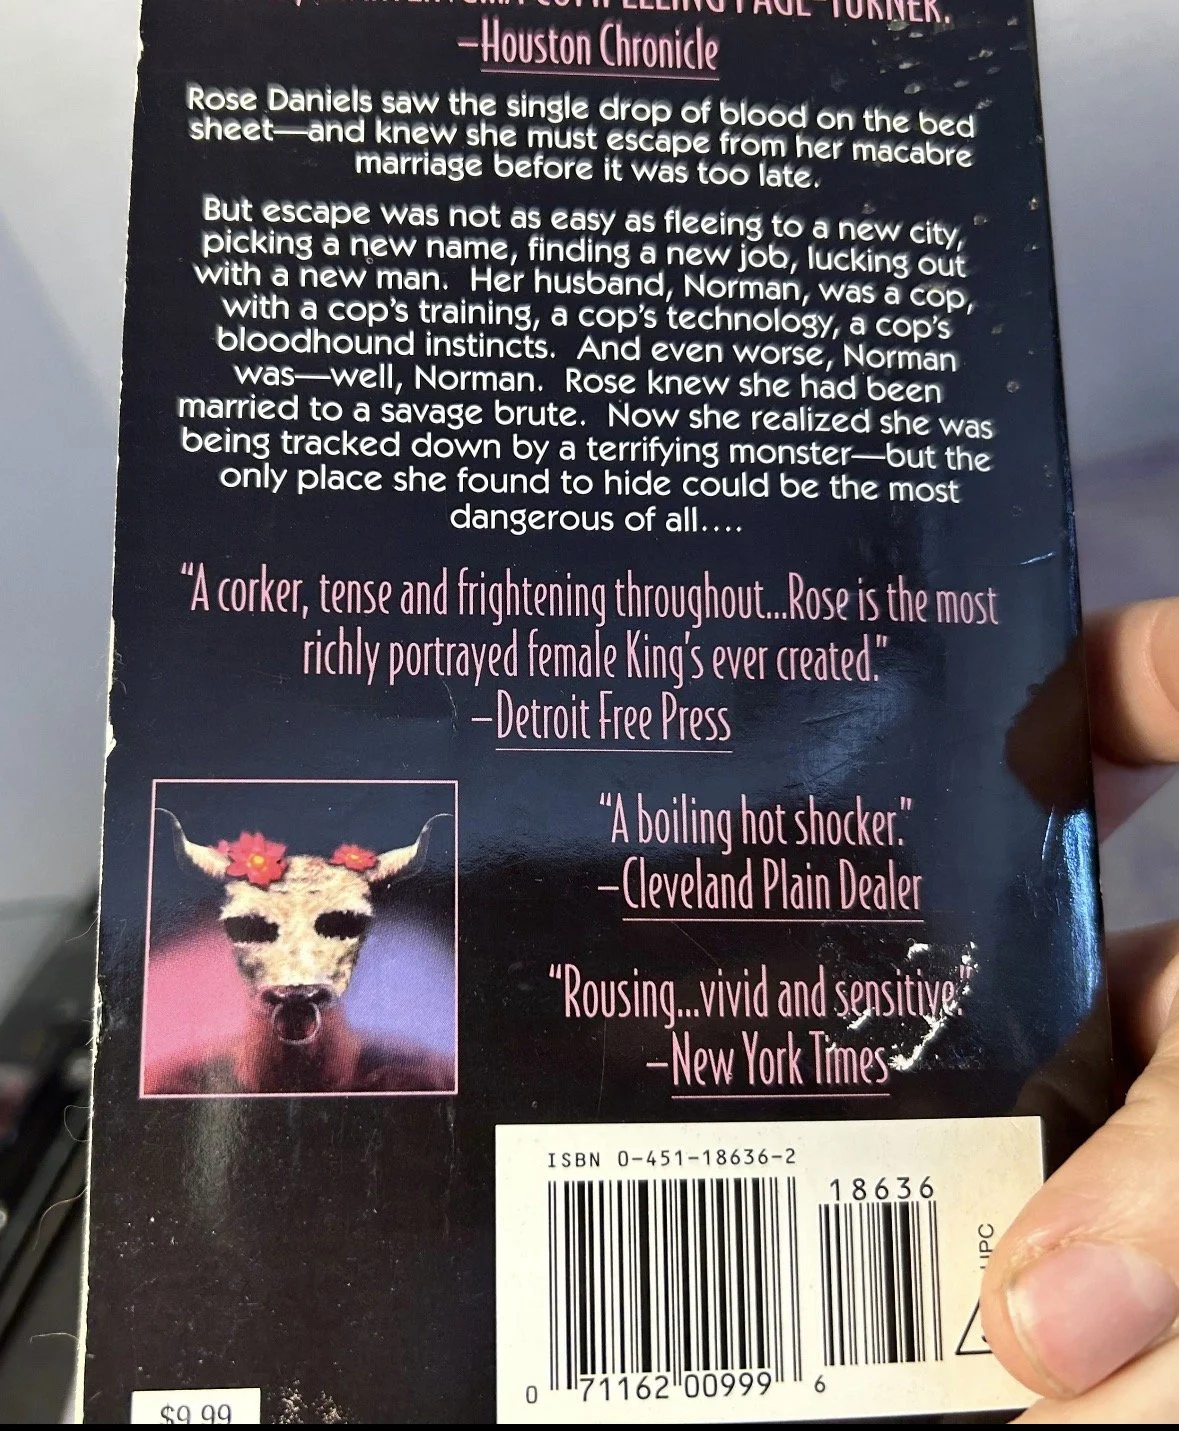 PAGE-TURNER.
–Houston Chronicle
Rose Daniels saw the single drop of blood on the bed
sheet—and knew she must escape from her macabre
marriage before it was too late.
But escape was not as easy as fleeing to a new city,
picking a new name, finding a new job, lucking out
with a new man. Her husband, Norman, was a cop,
with a cop's training, a cop's technology, a cop's
bloodhound instincts. And even worse, Norman
was—well, Norman. Rose knew she had been
married to a savage brute. Now she realized she was
being tracked down by a terrifying monster—but the
only place she found to hide could be the most
dangerous of all....
"A corker, tense and frightening throughout...Rose is the most
richly portrayed female King's ever created."
–Detroit Free Press
"A boiling hot shocker."
–Cleveland Plain Dealer
"Rousing...vivid and sensitive."
–New York Times
ISBN 0-451-18636-2
18636
UPC
0 71162 00999 6
$9.99